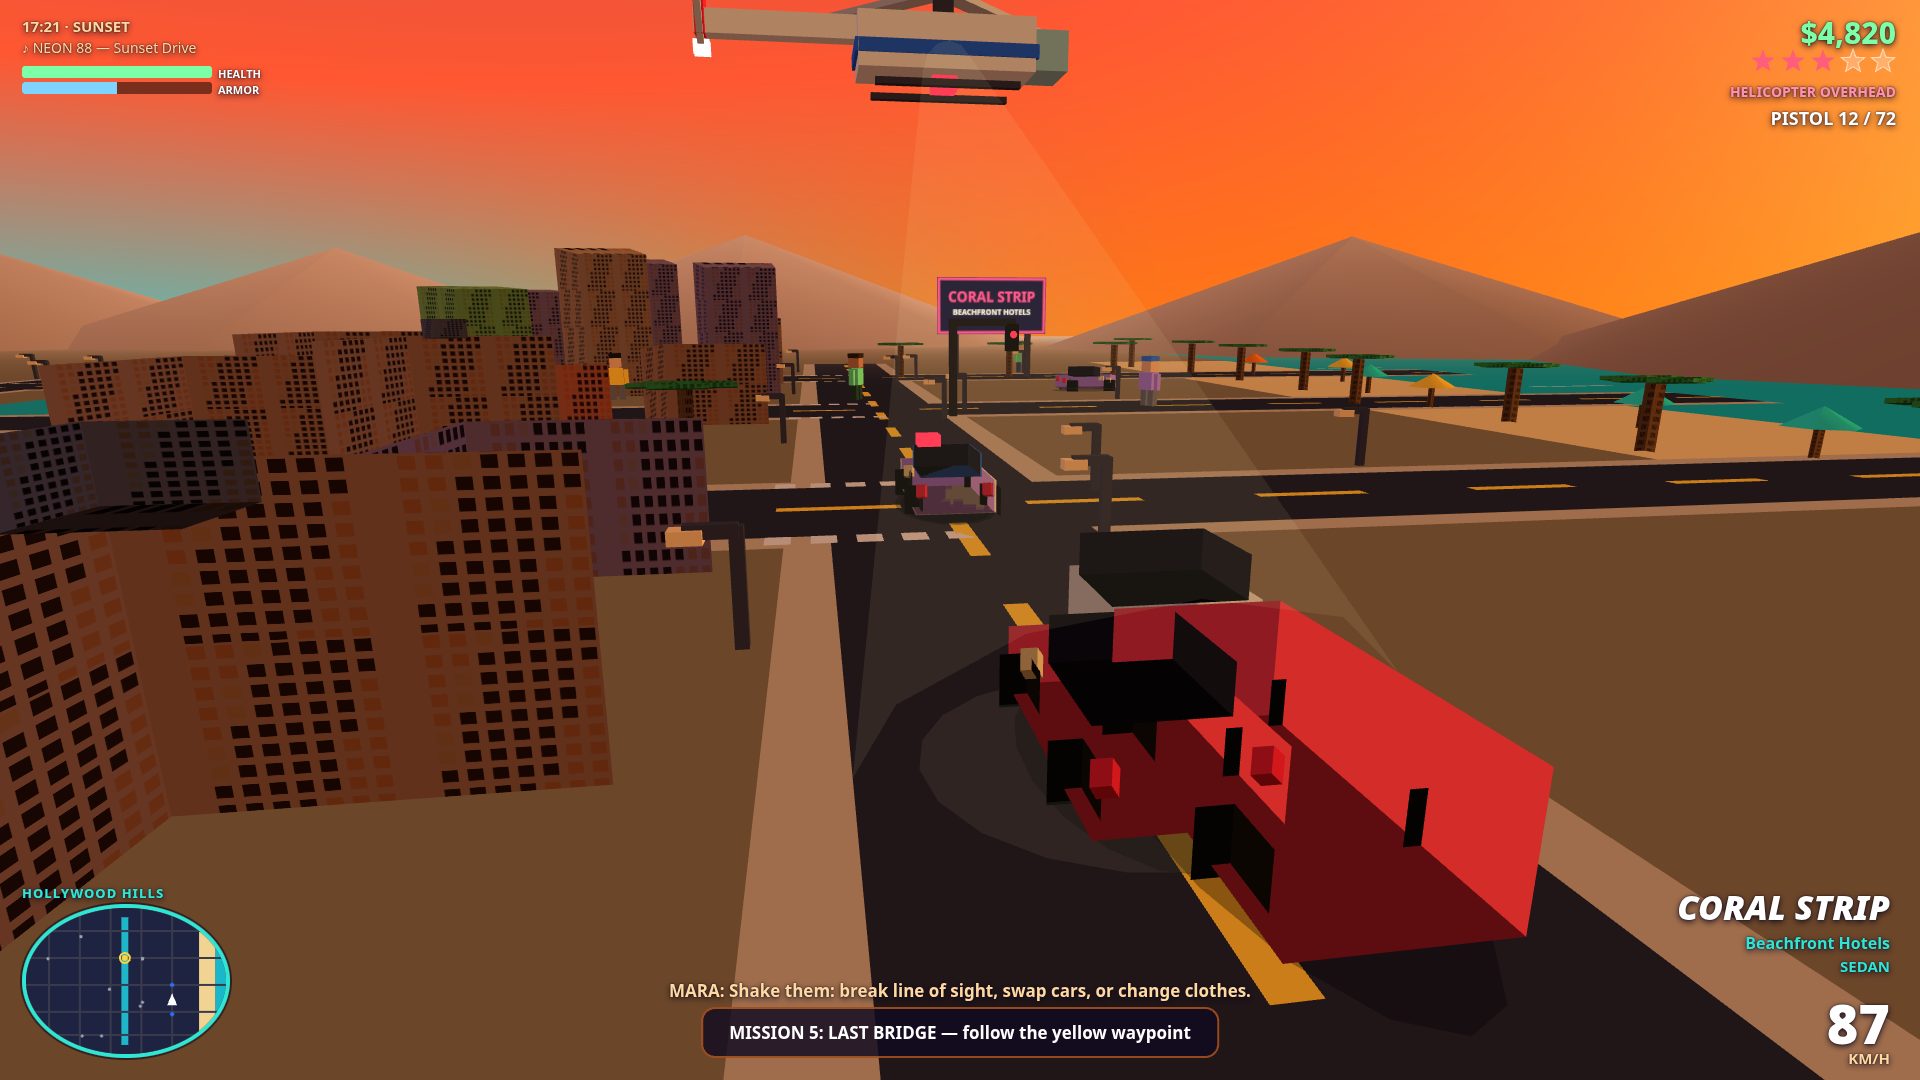 17:21 · SUNSET
♪ NEON 88 — Sunset Drive
HEALTH
ARMOR
$4,820
HELICOPTER OVERHEAD
PISTOL 12 / 72
CORAL STRIP
BEACHFRONT HOTELS
HOLLYWOOD HILLS
CORAL STRIP
Beachfront Hotels
SEDAN
87
KM/H
MARA: Shake them: break line of sight, swap cars, or change clothes.
MISSION 5: LAST BRIDGE — follow the yellow waypoint